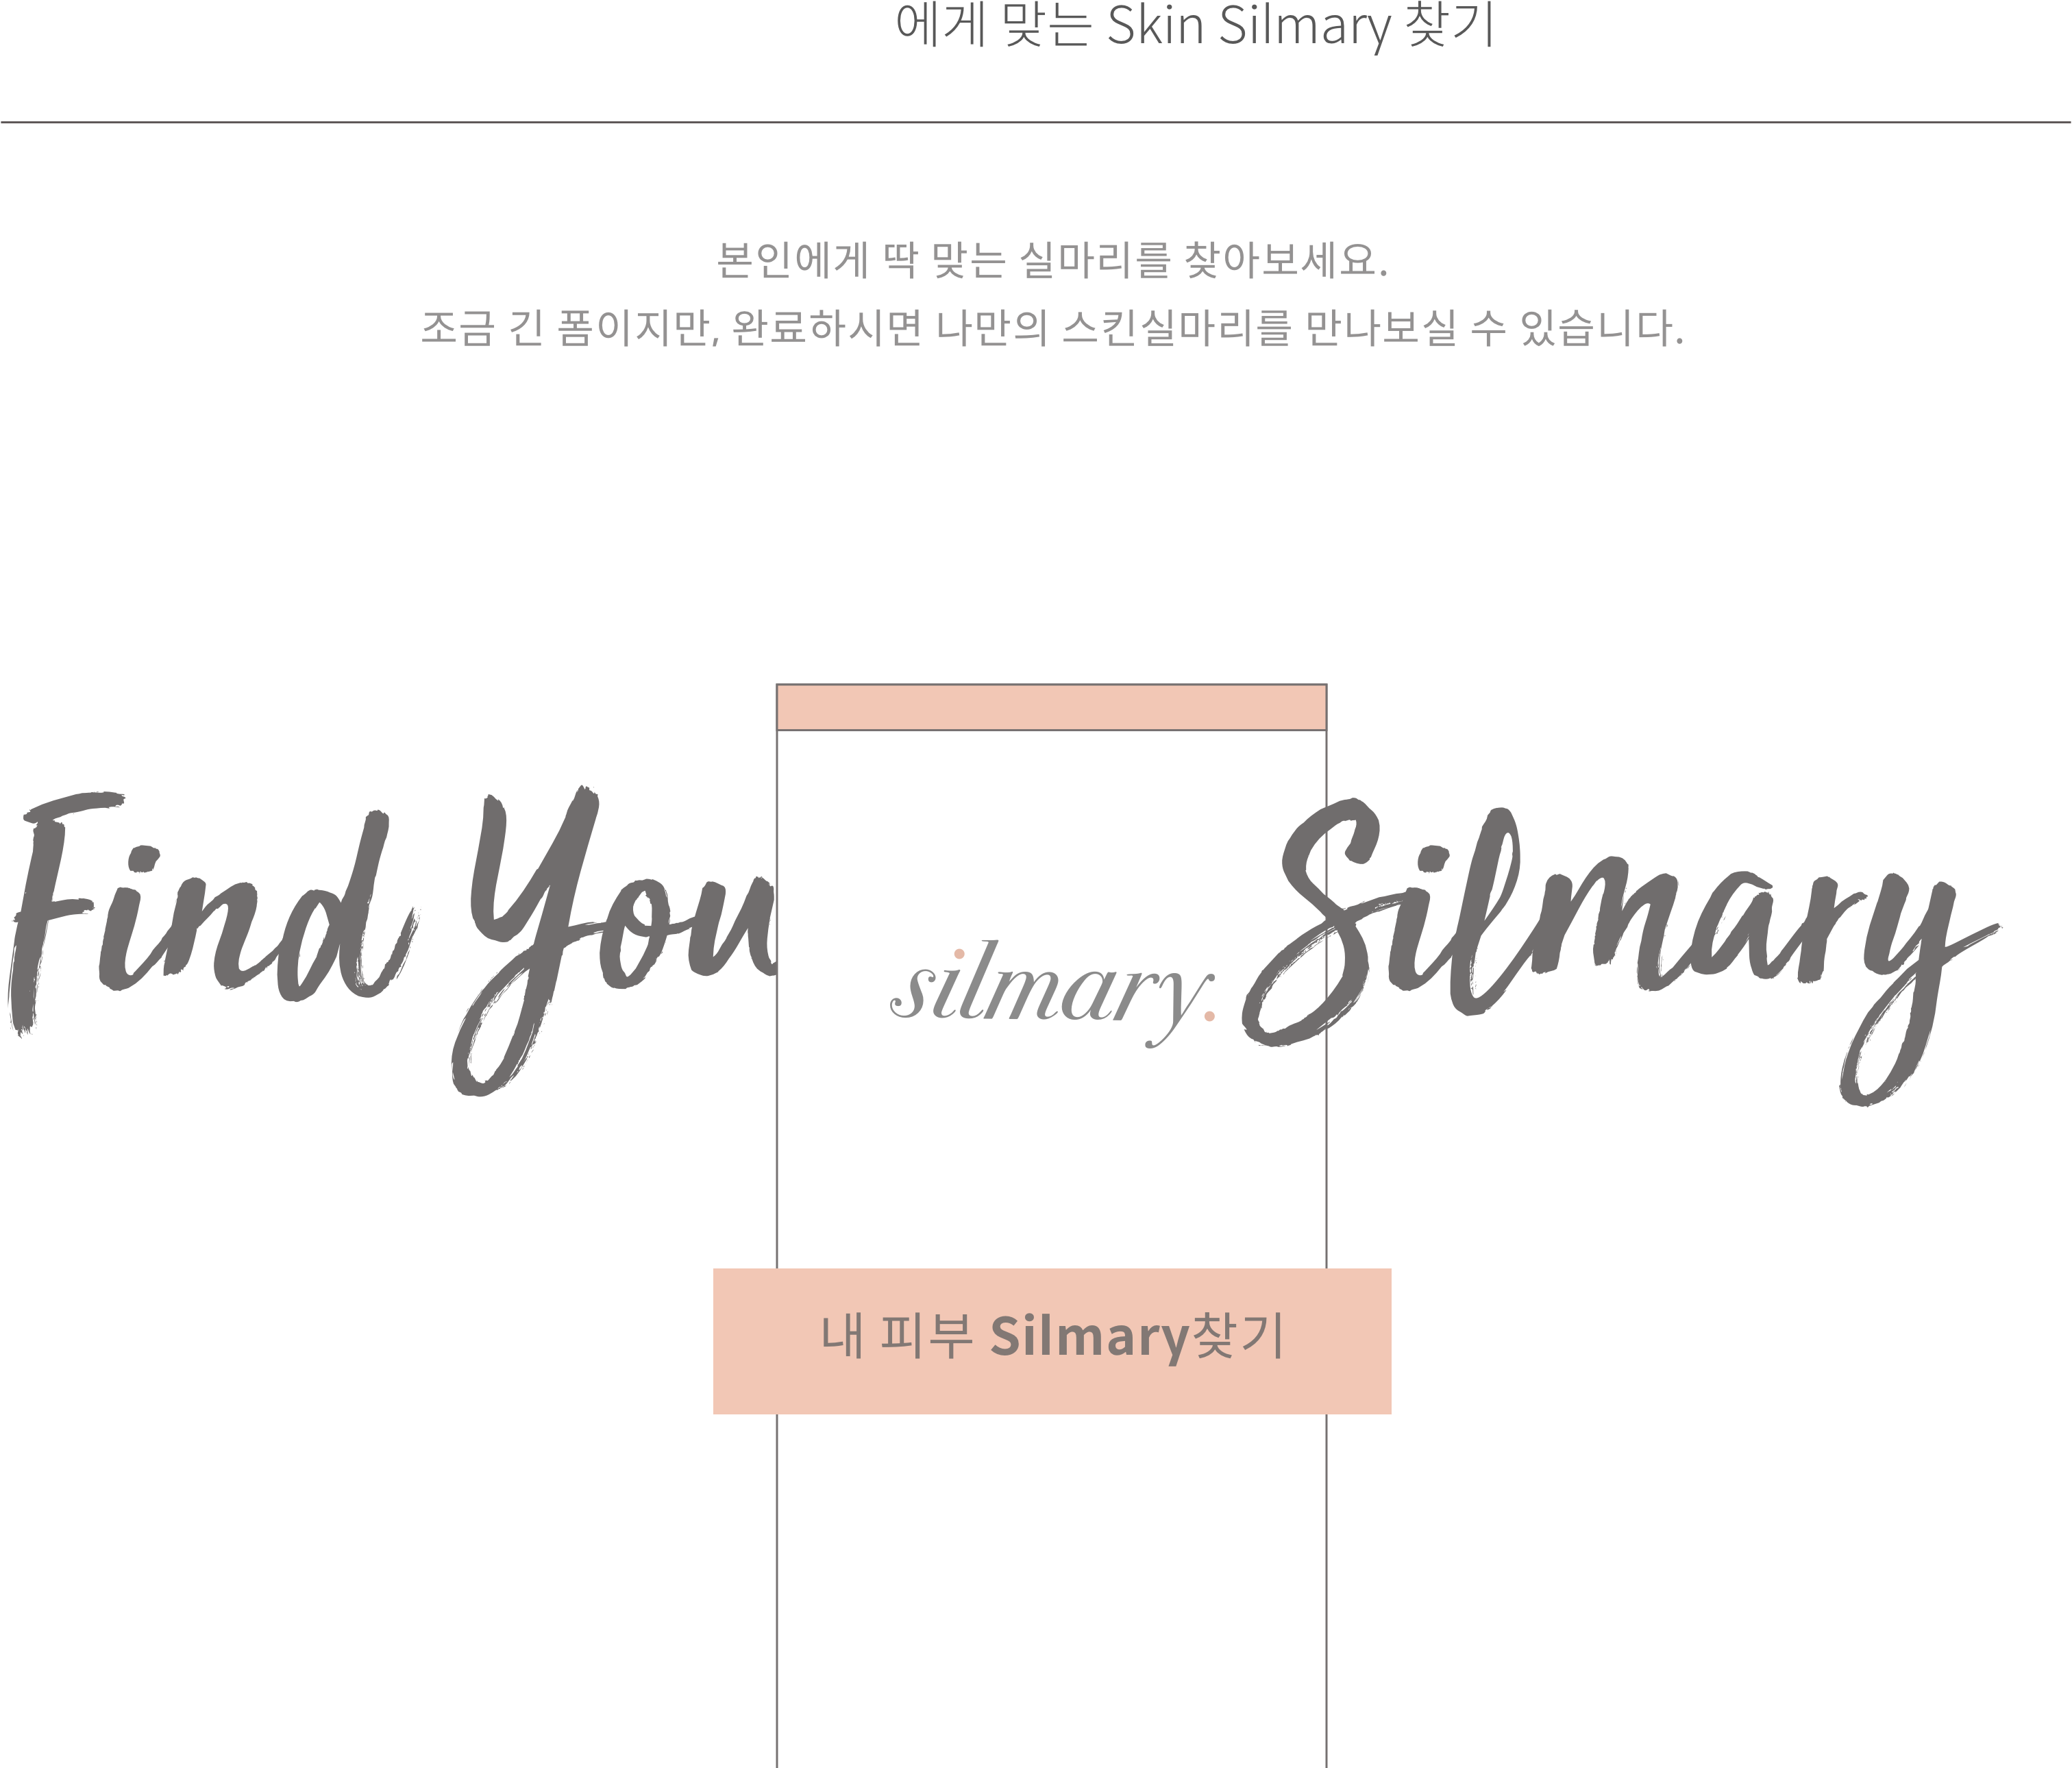 에게 맞는 Skin Silmary 찾기
본인에게 딱 맞는 실마리를 찾아보세요.
조금 긴 폼이지만, 완료하시면 나만의 스킨실마리를 만나보실 수 있습니다.
Find You Silmary
silmary.
내 피부 Silmary찾기